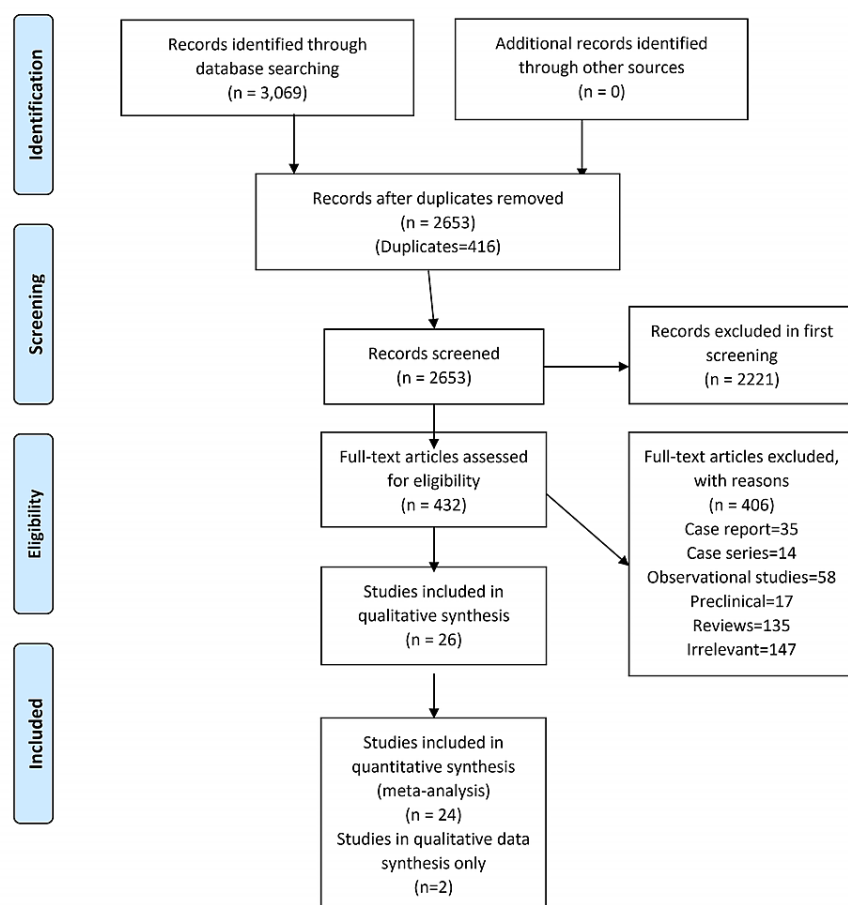 Identification
Records identified through
database searching
(n = 3,069)
Additional records identified
through other sources
(n = 0)
Records after duplicates removed
(n = 2653)
(Duplicates=416)
Screening
Records screened
(n = 2653)
Records excluded in first
screening
(n = 2221)
Eligibility
Full-text articles assessed
for eligibility
(n = 432)
Full-text articles excluded,
with reasons
(n = 406)
Case report=35
Case series=14
Observational studies=58
Preclinical=17
Reviews=135
Irrelevant=147
Studies included in
qualitative synthesis
(n = 26)
Included
Studies included in
quantitative synthesis
(meta-analysis)
(n = 24)
Studies in qualitative data
synthesis only
(n=2)